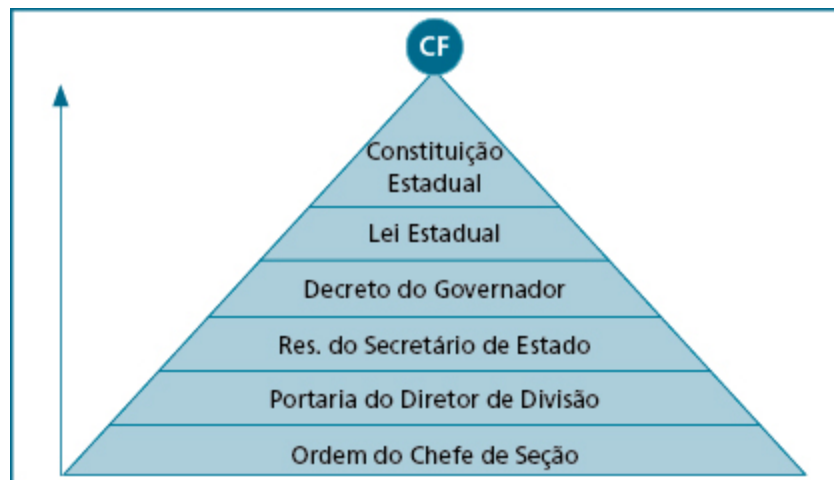 CF
Constituição
Estadual
Lei Estadual
Decreto do Governador
Res. do Secretário de Estado
Portaria do Diretor de Divisão
Ordem do Chefe de Seção